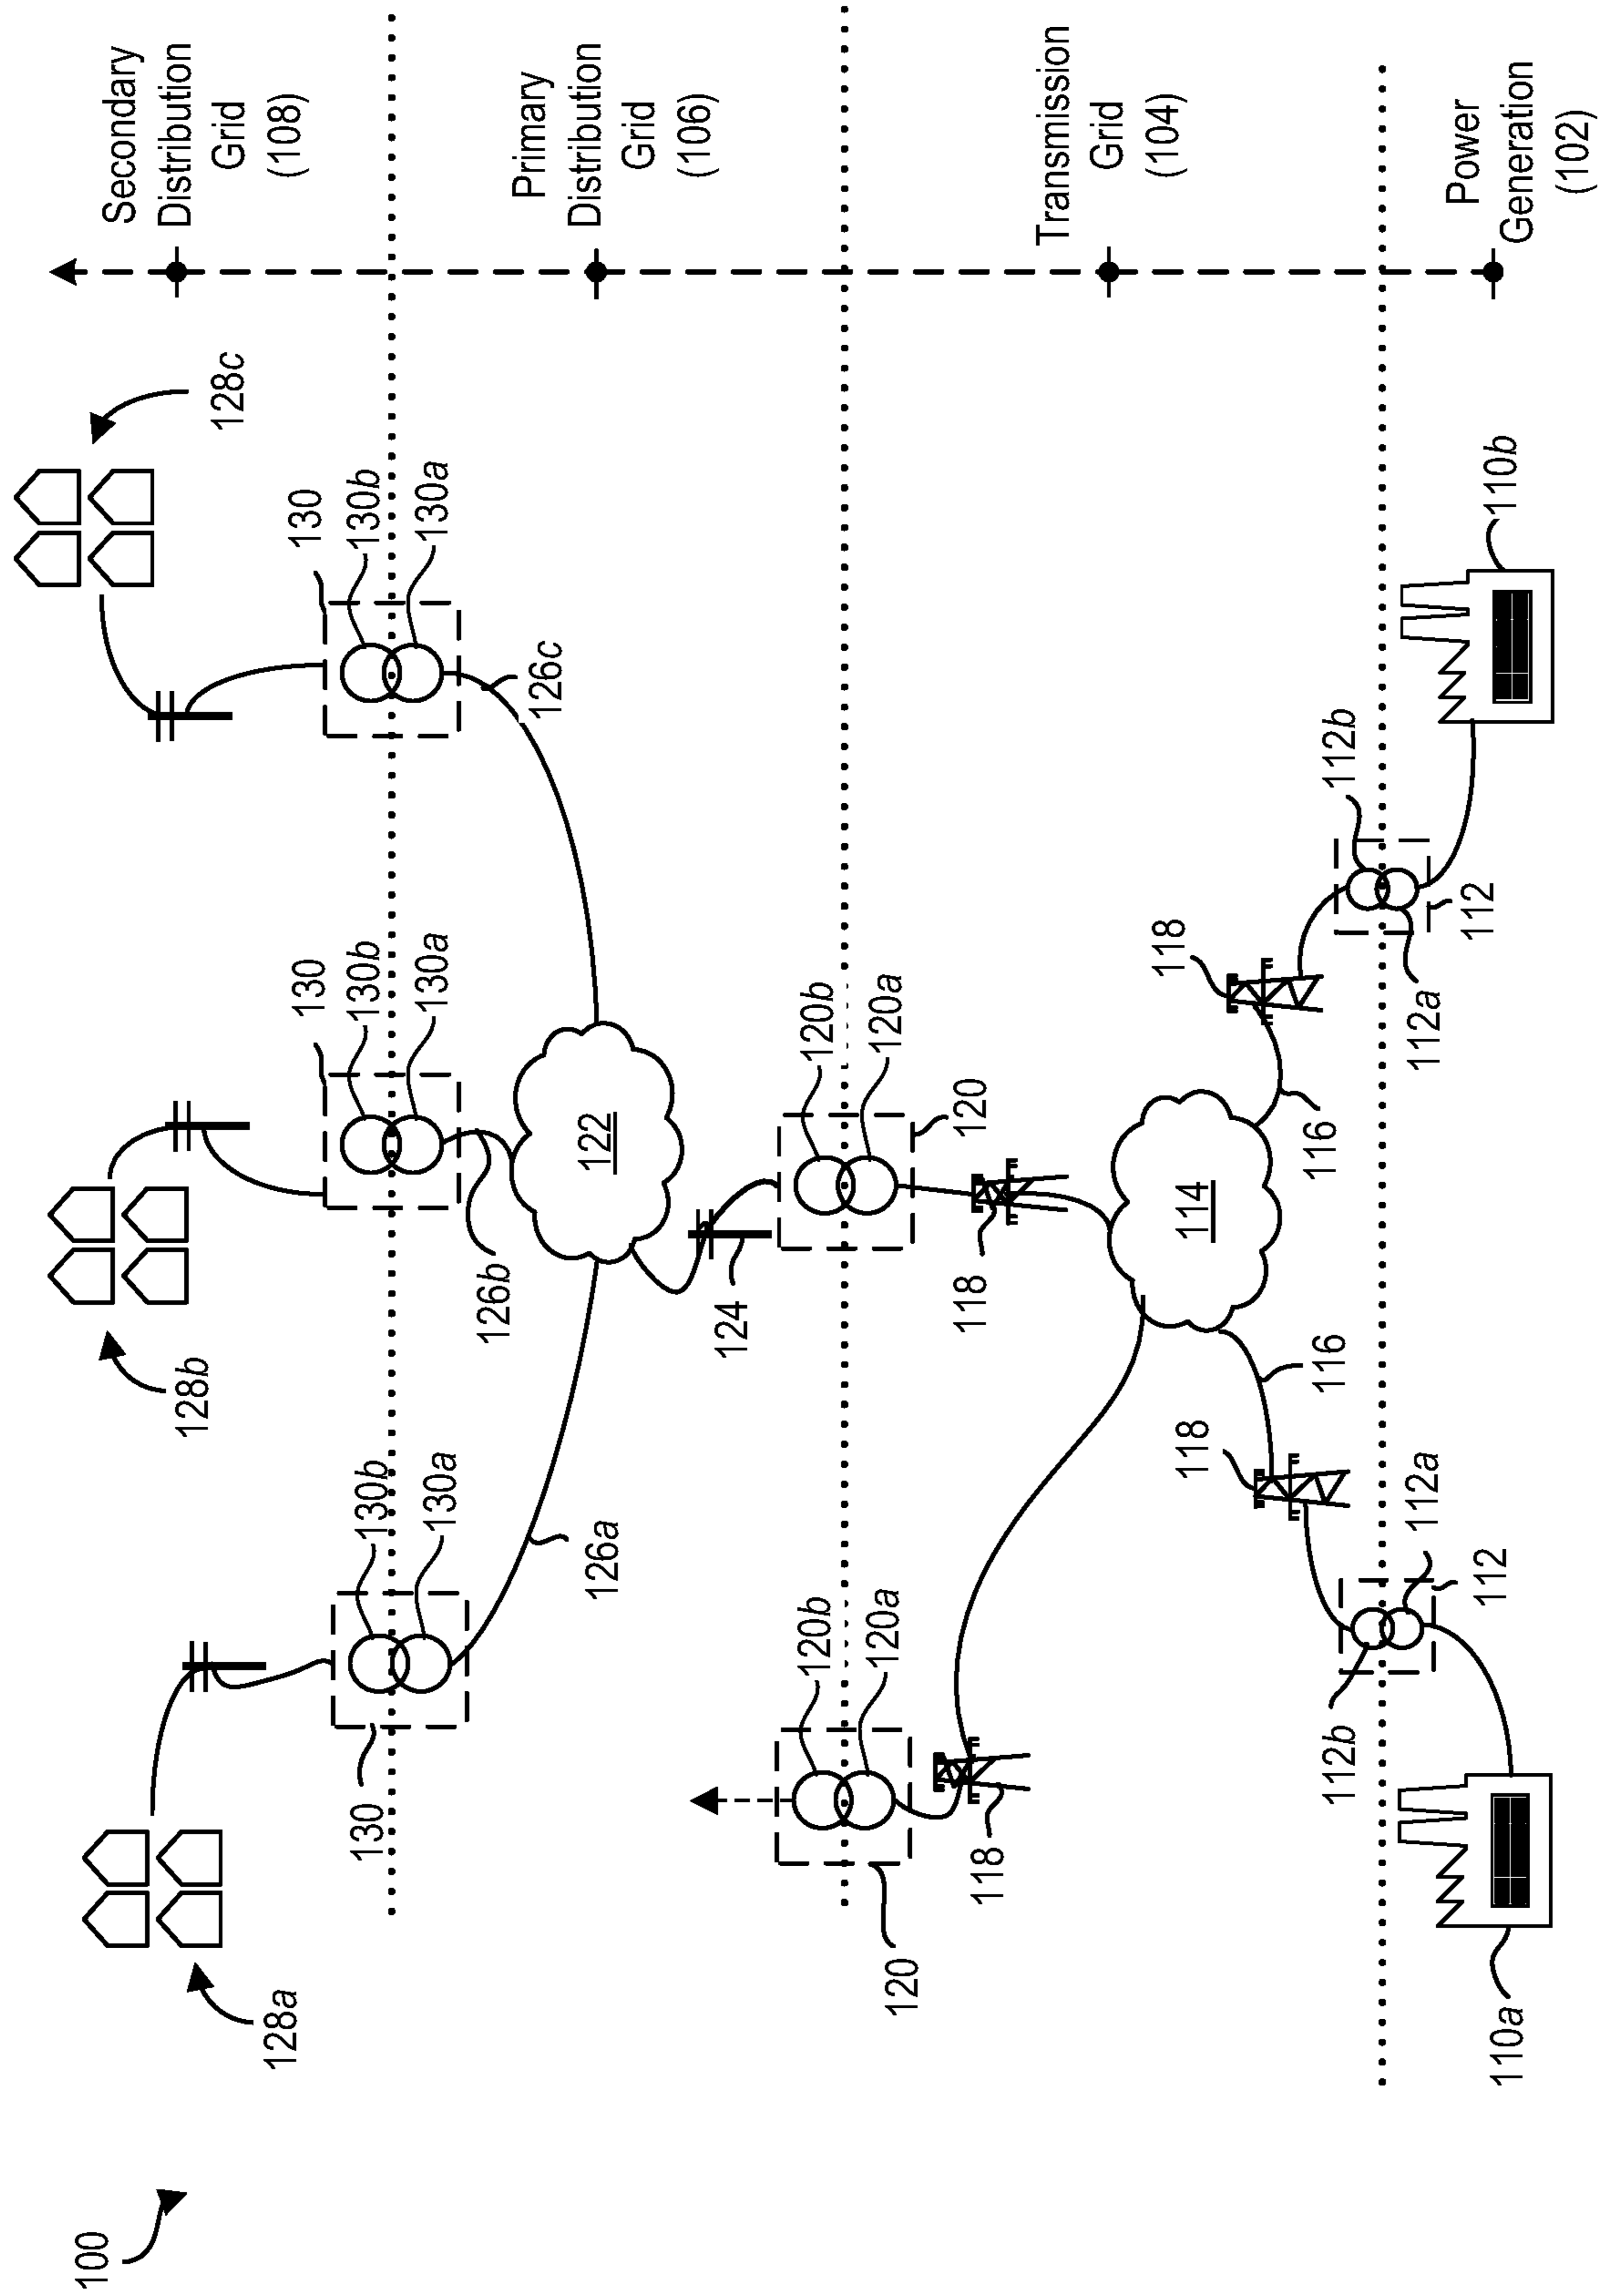 100
128a
128b
128c
Secondary
Distribution
Grid
(108)
130
130b
130a
130
130b
130a
130
130b
130a
126a
126b
126c
122
Primary
Distribution
Grid
(106)
124
120
120b
120a
120b
120a
120
118
118
114
118
116
116
118
Transmission
Grid
(104)
112b
112a
112
112b
112a
112
110a
110b
Power
Generation
(102)